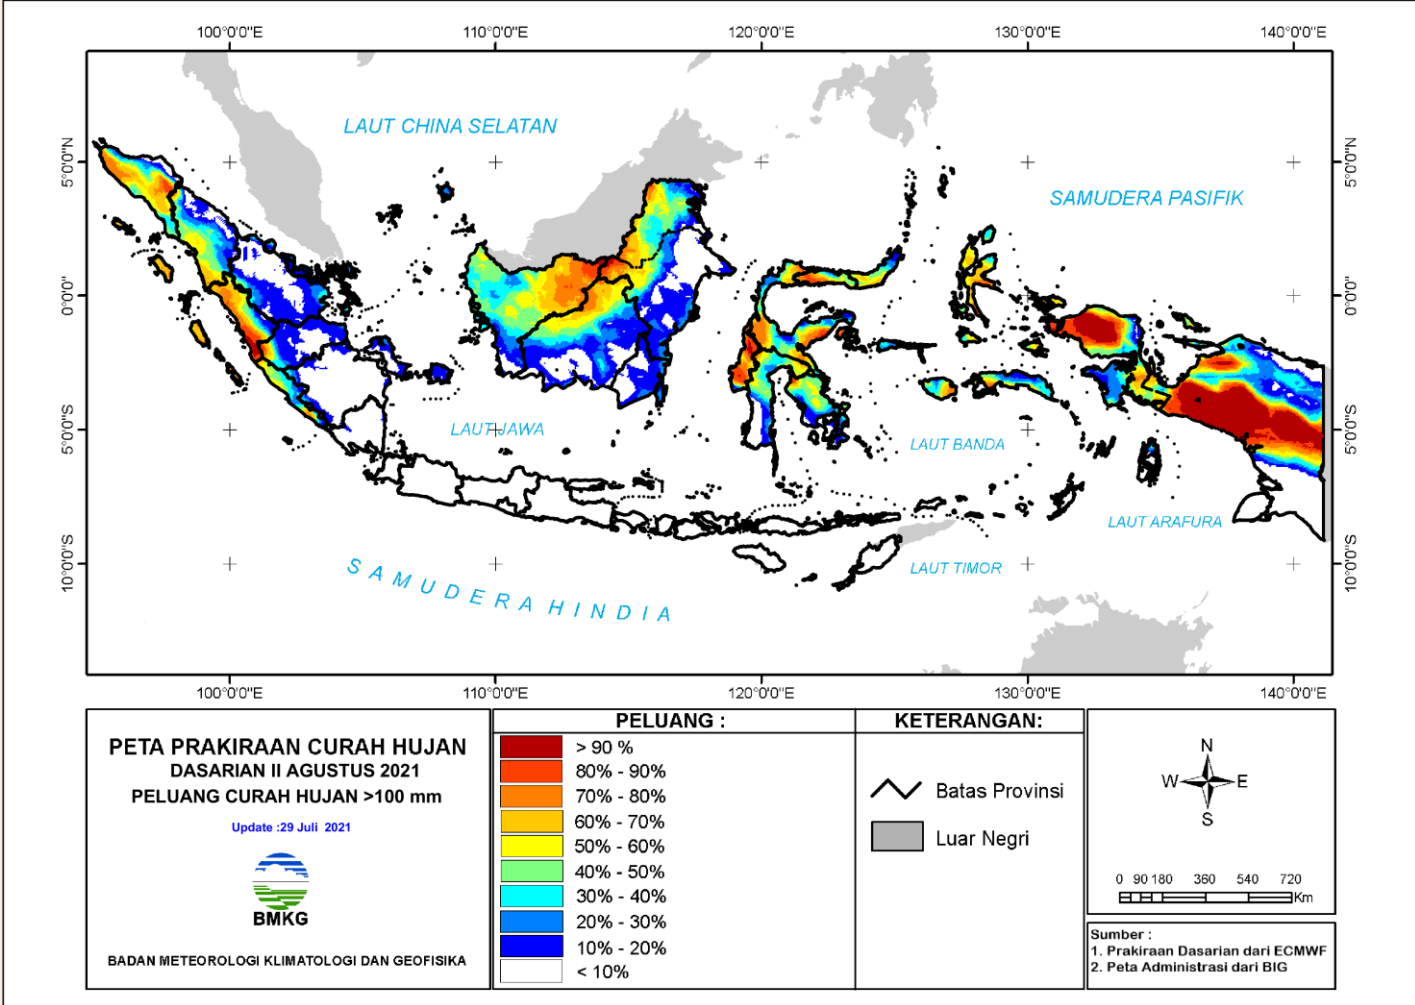 100°0'0"E 110°0'0"E 120°0'0"E 130°0'0"E 140°0'0"E
LAUT CHINA SELATAN
5°0'0"N
5°0'0"N
SAMUDERA PASIFIK
0°0'0"
0°0'0"
LAUT JAWA
5°0'0"S
5°0'0"S
LAUT BANDA
LAUT ARAFURA
10°0'0"S
10°0'0"S
LAUT TIMOR
SAMUDERA HINDIA
100°0'0"E 110°0'0"E 120°0'0"E 130°0'0"E 140°0'0"E
PETA PRAKIRAAN CURAH HUJAN
DASARIAN II AGUSTUS 2021
PELUANG CURAH HUJAN >100 mm
Update :29 Juli 2021
BMKG
BADAN METEOROLOGI KLIMATOLOGI DAN GEOFISIKA
PELUANG :
> 90 %
80% - 90%
70% - 80%
60% - 70%
50% - 60%
40% - 50%
30% - 40%
20% - 30%
10% - 20%
< 10%
KETERANGAN:
Batas Provinsi
Luar Negri
N
W E
S
0 90 180 360 540 720
Km
Sumber :
1. Prakiraan Dasarian dari ECMWF
2. Peta Administrasi dari BIG